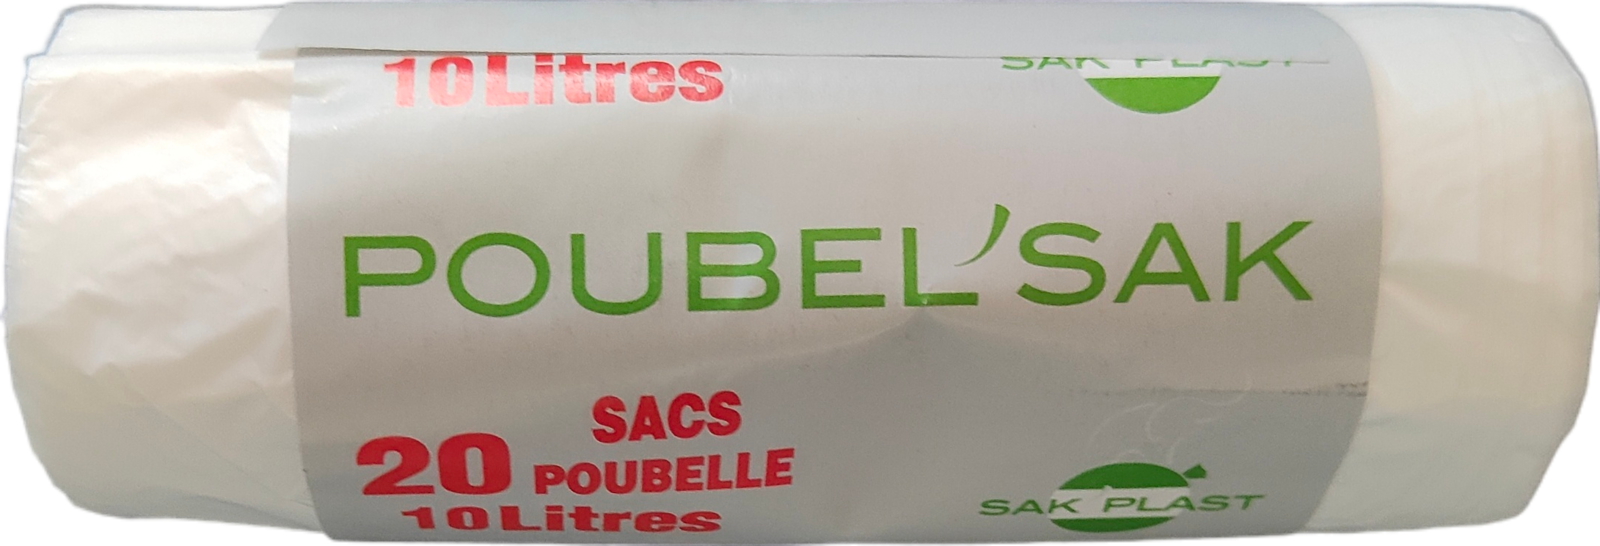 10Litres
SAK PLAST
POUBEL'SAK
SACS
20 POUBELLE
10Litres
SAK PLAST